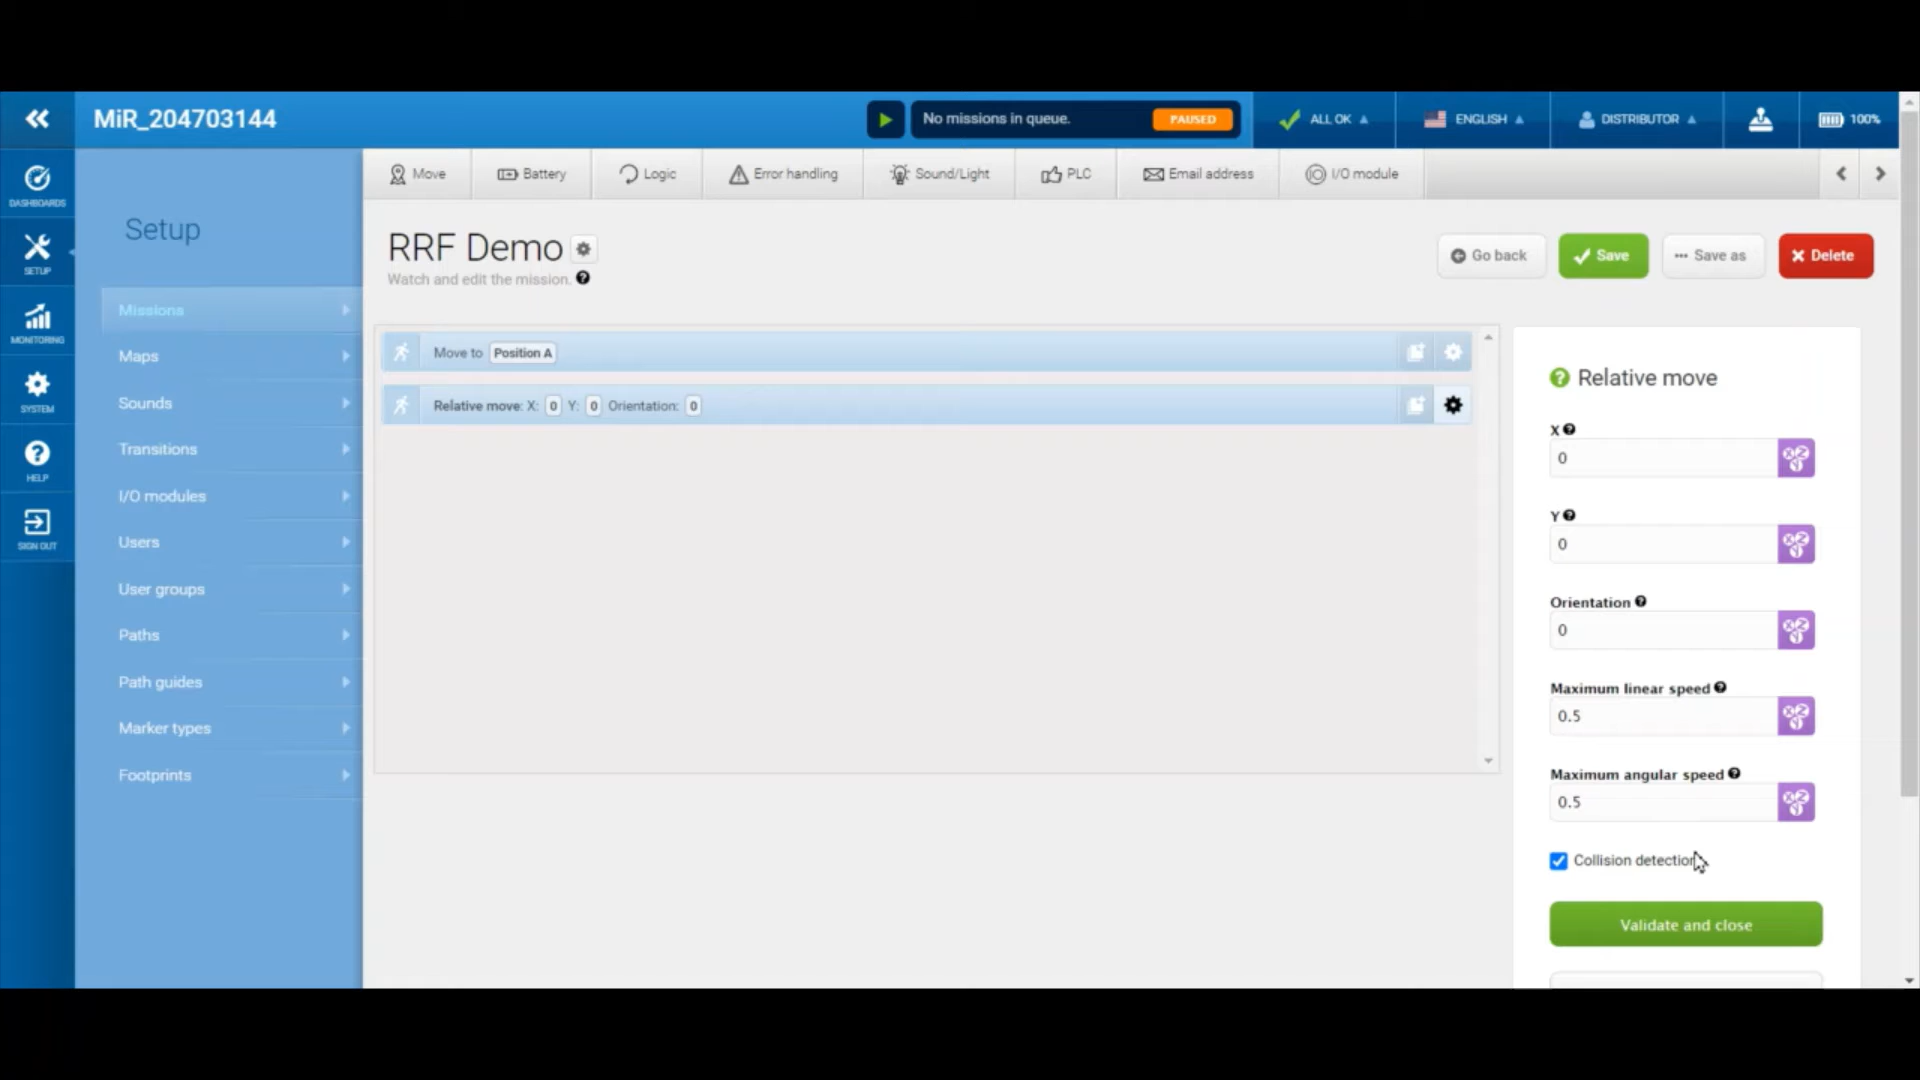 MiR_204703144
No missions in queue.
PAUSED
ALL OK
ENGLISH
DISTRIBUTOR
100%
DASHBOARDS
SETUP
MONITORING
SYSTEM
HELP
SIGN OUT
Setup
Missions
Maps
Sounds
Transitions
I/O modules
Users
User groups
Paths
Path guides
Marker types
Footprints
Move
Battery
Logic
Error handling
Sound/Light
PLC
Email address
I/O module
RRF Demo
Watch and edit the mission.
Go back
Save
Save as
Delete
Move to Position A
Relative move: X: 0 Y: 0 Orientation: 0
Relative move
X
0
Y
0
Orientation
0
Maximum linear speed
0.5
Maximum angular speed
0.5
Collision detection
Validate and close